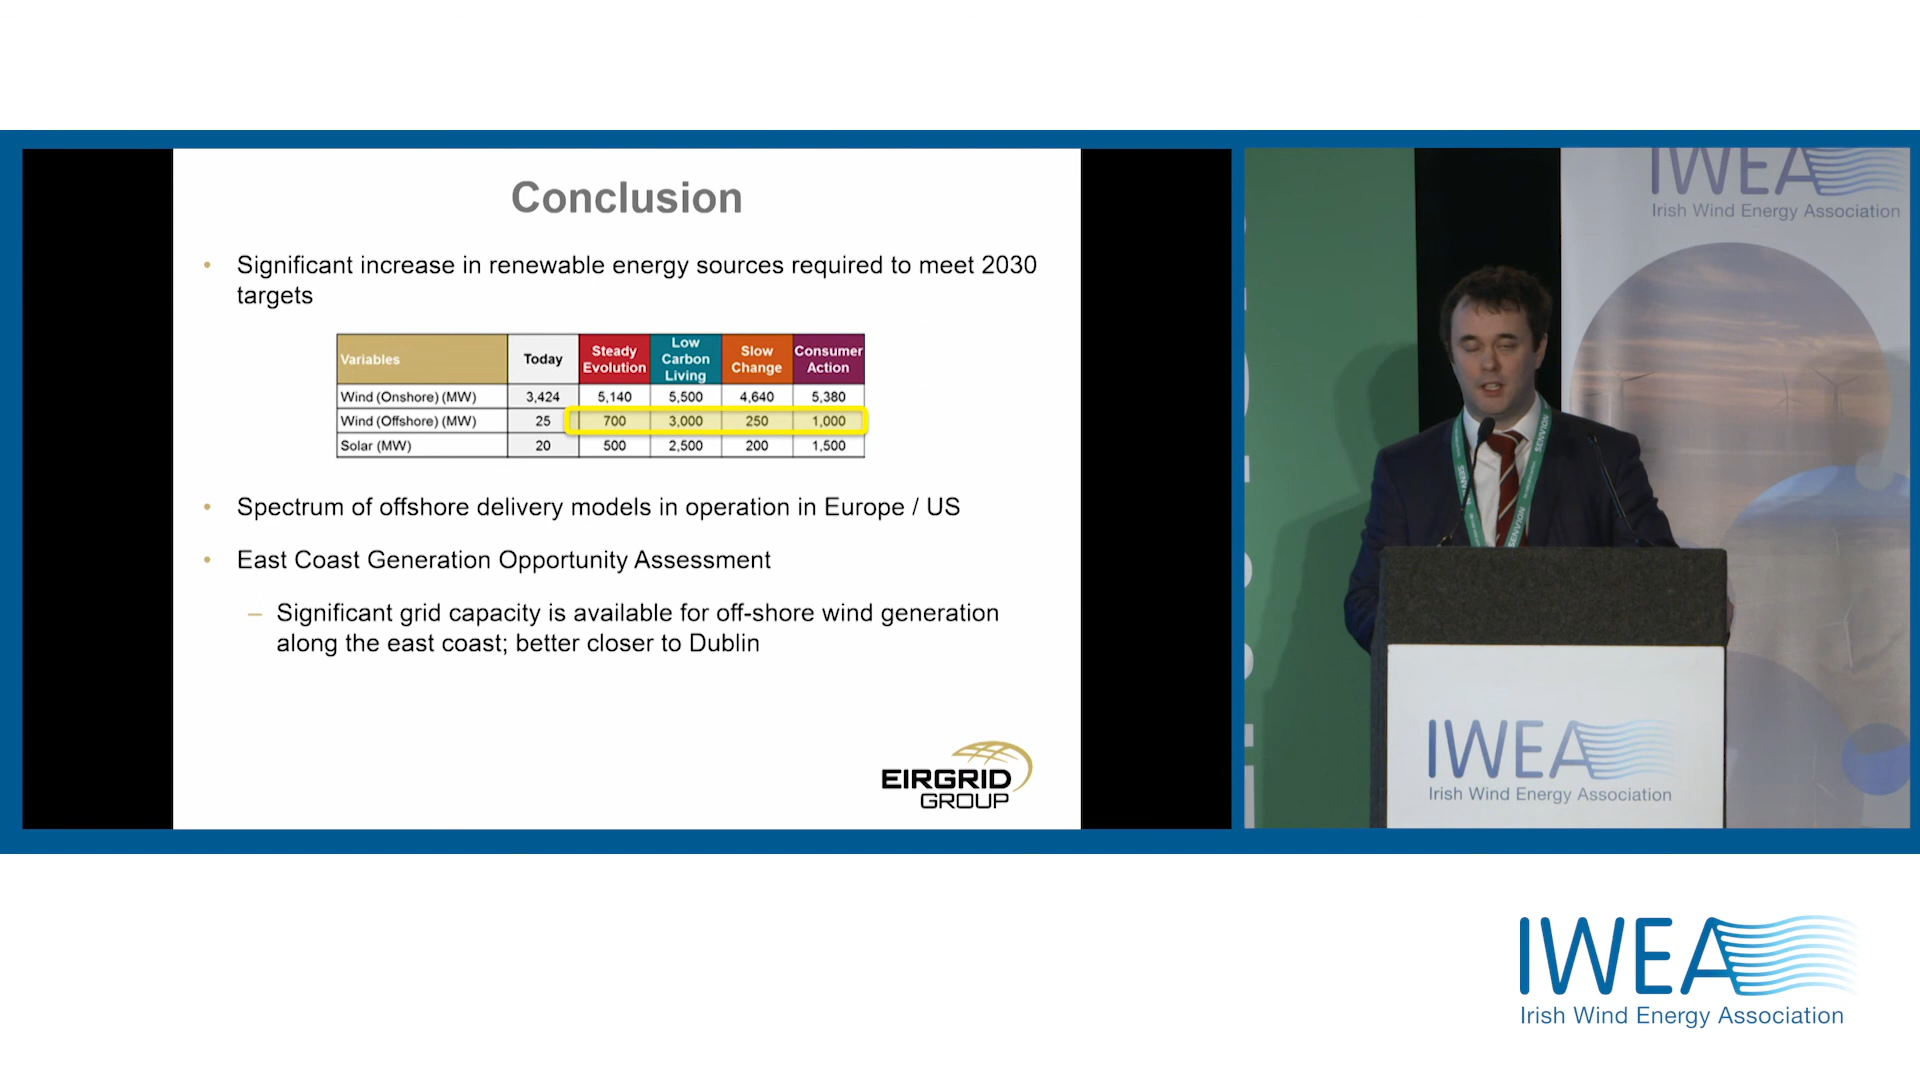 Conclusion
• Significant increase in renewable energy sources required to meet 2030
targets
Variables Today Steady Evolution Low Carbon Living Slow Change Consumer Action
Wind (Onshore) (MW) 3,424 5,140 5,500 4,640 5,380
Wind (Offshore) (MW) 25 700 3,000 250 1,000
Solar (MW) 20 500 2,500 200 1,500
• Spectrum of offshore delivery models in operation in Europe / US
• East Coast Generation Opportunity Assessment
– Significant grid capacity is available for off-shore wind generation
along the east coast; better closer to Dublin
EIRGRID
GROUP
IWEA
Irish Wind Energy Association
SENVION
SENVION
SENVION
IWEA
Irish Wind Energy Association
IWEA
Irish Wind Energy Association